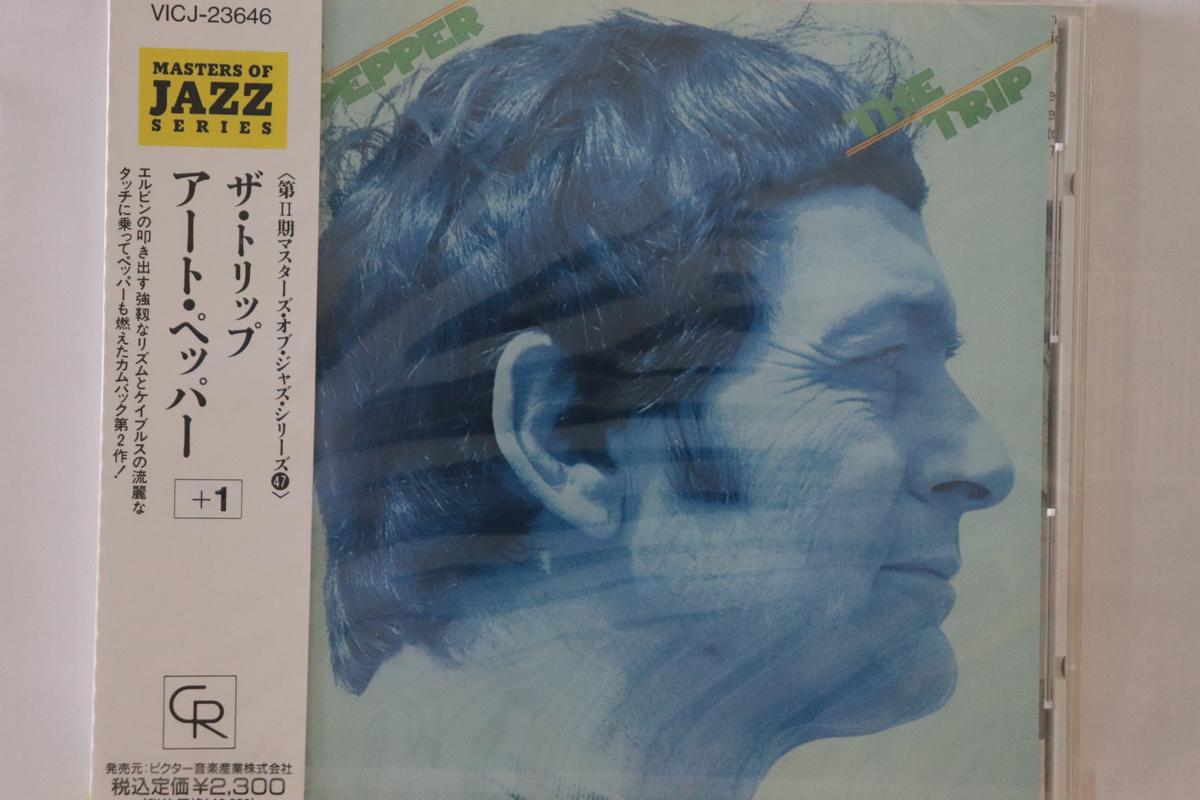 VICJ-23646
MASTERS OF
JAZZ
SERIES
〈第II期マスターズ・オブ・ジャズ・シリーズ㊼〉
ザ・トリップ
アート・ペッパー
+1
エルビンの叩き出す強靱なリズムとケイブルスの流麗な
タッチに乗ってペッパーも燃えたカムバック第2作!
CR
発売元:ビクター音楽産業株式会社
税込定価¥2,300
PEPPER
THE
TRIP